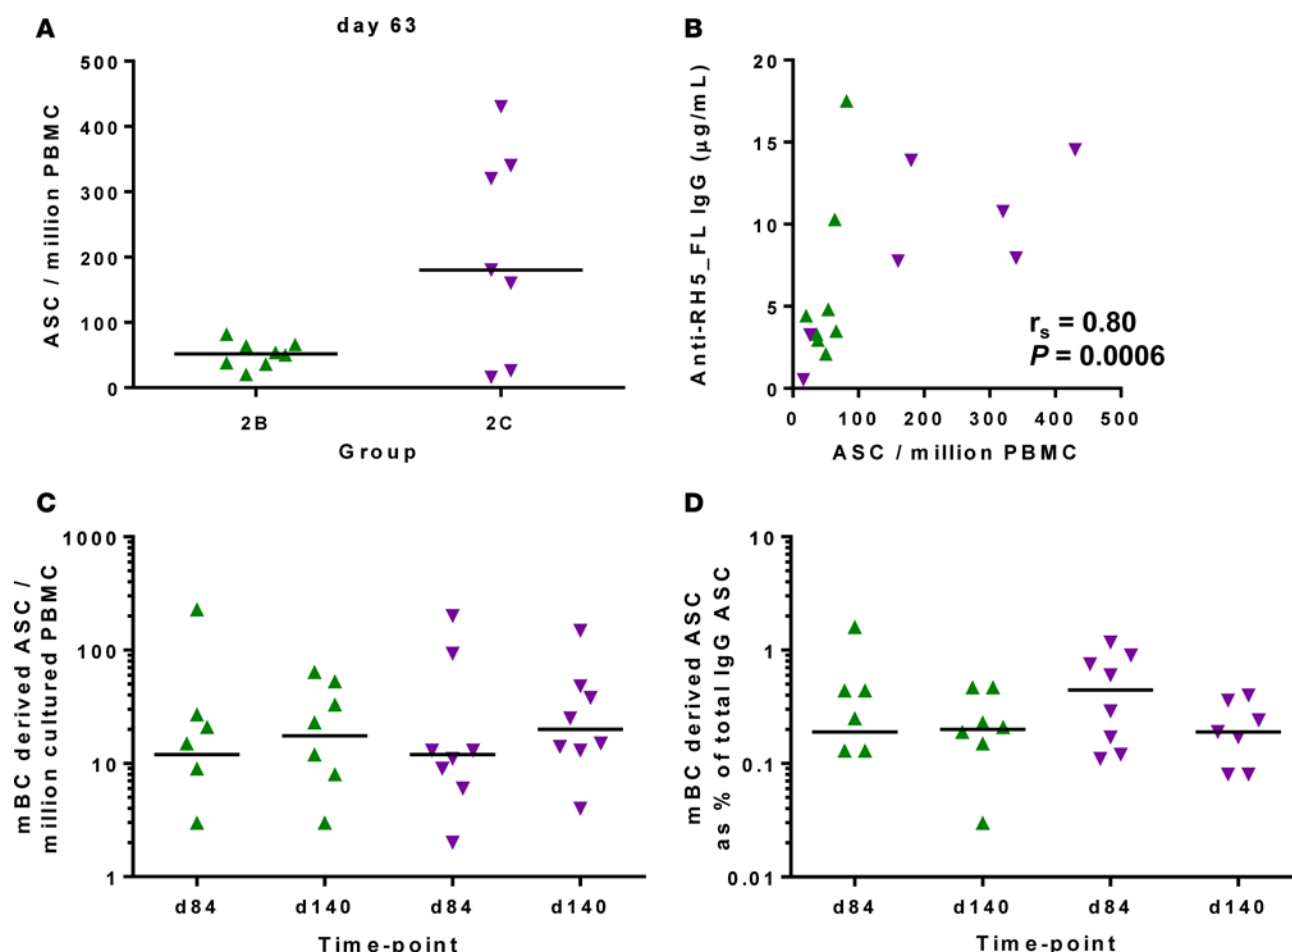 A
day 63
ASC / million PBMC
500
400
300
200
100
0
2B
2C
Group
B
Anti-RH5_FL IgG (μg/mL)
20
15
10
5
0
rs = 0.80
P = 0.0006
0
100
200
300
400
500
ASC / million PBMC
C
mBC derived ASC /
million cultured PBMC
1000
100
10
1
d84
d140
d84
d140
Time-point
D
mBC derived ASC
as % of total IgG ASC
10
1
0.1
0.01
d84
d140
d84
d140
Time-point